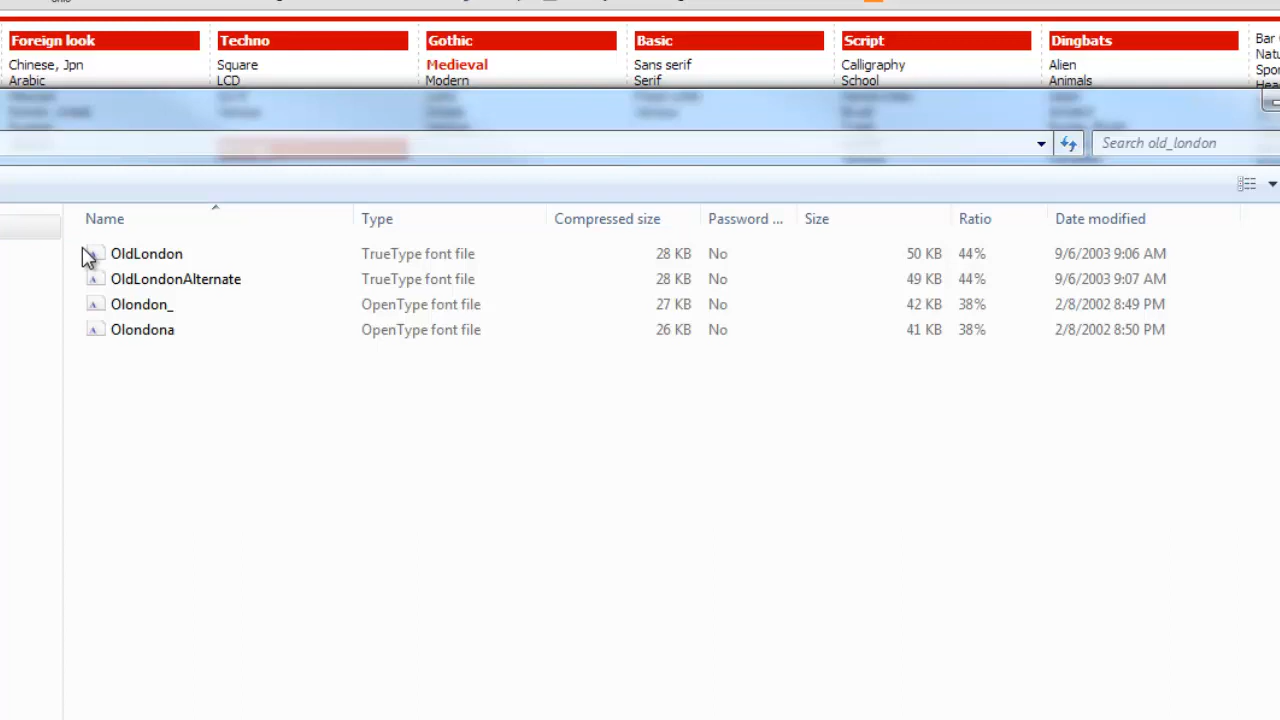 Foreign look Techno Gothic Basic Script Dingbats
Chinese, Jpn Square Medieval Sans serif Calligraphy Alien
Arabic LCD Modern Serif School Animals
Search old_london
Name Type Compressed size Password ... Size Ratio Date modified
OldLondon TrueType font file 28 KB No 50 KB 44% 9/6/2003 9:06 AM
OldLondonAlternate TrueType font file 28 KB No 49 KB 44% 9/6/2003 9:07 AM
Olondon_ OpenType font file 27 KB No 42 KB 38% 2/8/2002 8:49 PM
Olondona OpenType font file 26 KB No 41 KB 38% 2/8/2002 8:50 PM